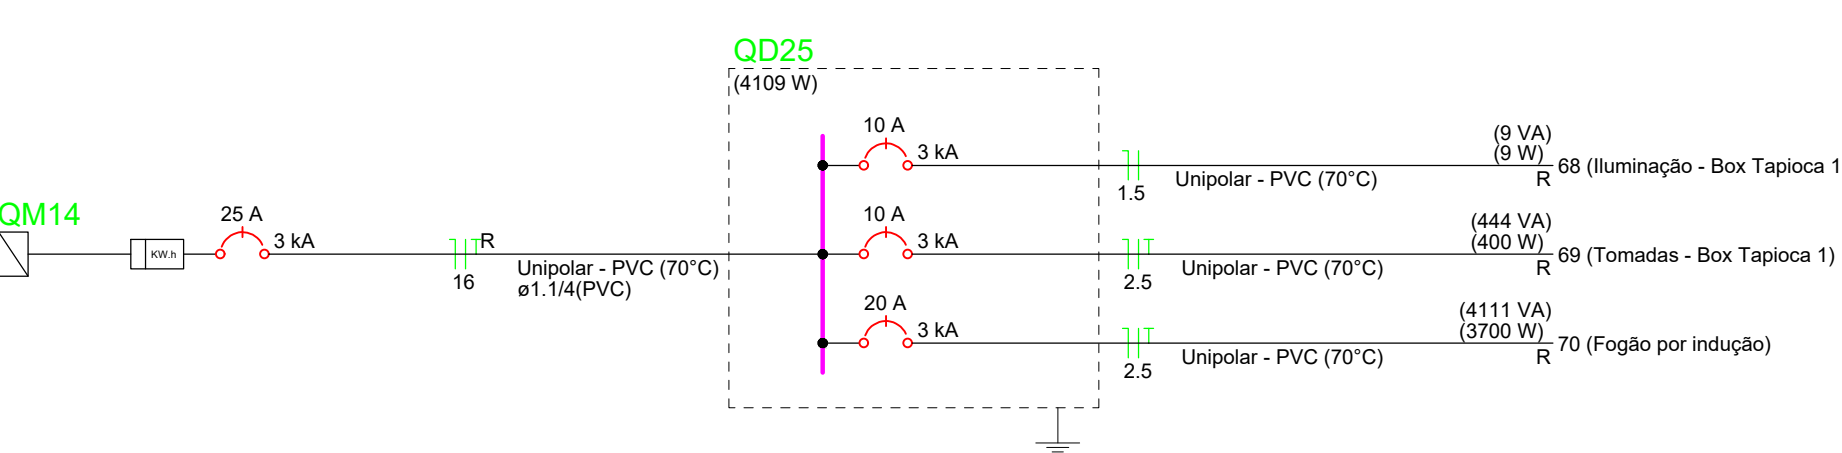 QD25
(4109 W)
10 A
3 kA
1.5
Unipolar - PVC (70°C)
(9 VA)
(9 W)
R
68 (Iluminação - Box Tapioca 1
QM14
KW.h
25 A
3 kA
R
16
Unipolar - PVC (70°C)
ø1.1/4(PVC)
10 A
3 kA
2.5
Unipolar - PVC (70°C)
(444 VA)
(400 W)
R
69 (Tomadas - Box Tapioca 1)
20 A
3 kA
2.5
Unipolar - PVC (70°C)
(4111 VA)
(3700 W)
R
70 (Fogão por indução)